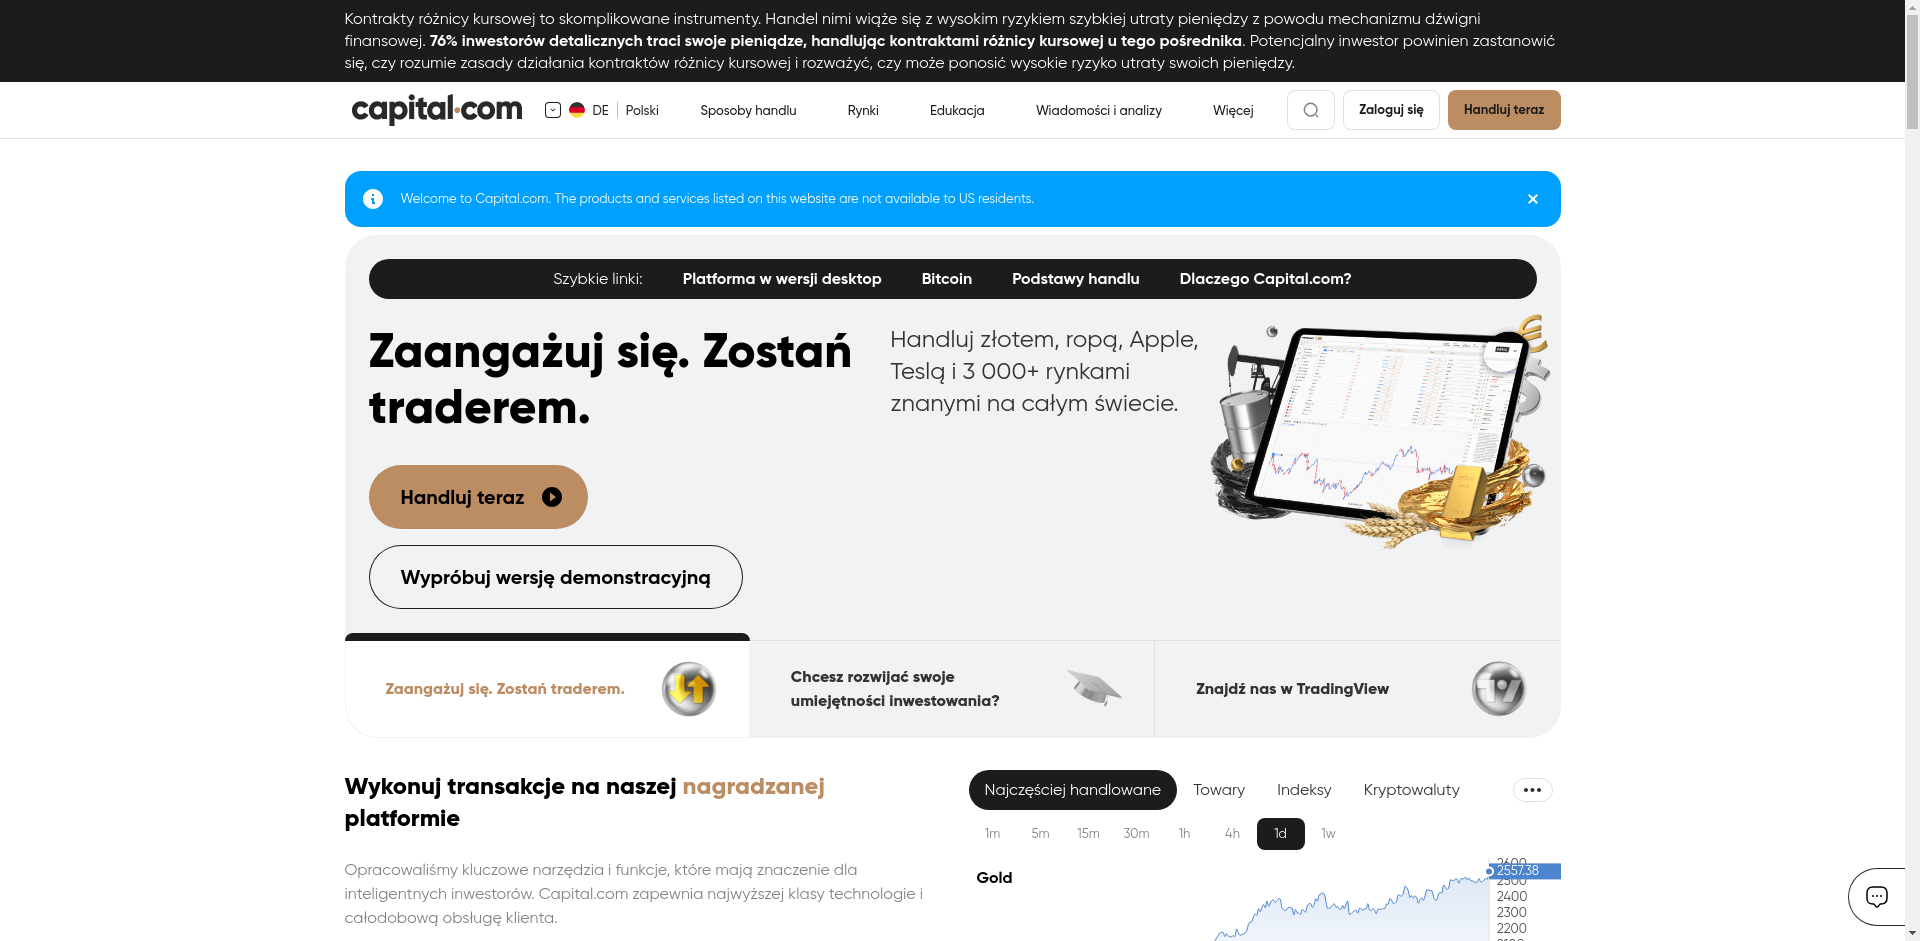 Kontrakty różnicy kursowej to skomplikowane instrumenty. Handel nimi wiąże się z wysokim ryzykiem szybkiej utraty pieniędzy z powodu mechanizmu dźwigni
finansowej. 76% inwestorów detalicznych traci swoje pieniądze, handlując kontraktami różnicy kursowej u tego pośrednika. Potencjalny inwestor powinien zastanowić
się, czy rozumie zasady działania kontraktów różnicy kursowej i rozważyć, czy może ponosić wysokie ryzyko utraty swoich pieniędzy.
capital.com
DE
Polski
Sposoby handlu
Rynki
Edukacja
Wiadomości i analizy
Więcej
Zaloguj się
Handluj teraz
Welcome to Capital.com. The products and services listed on this website are not available to US residents.
Szybkie linki:
Platforma w wersji desktop
Bitcoin
Podstawy handlu
Dlaczego Capital.com?
Zaangażuj się. Zostań
traderem.
Handluj złotem, ropą, Apple,
Teslą i 3 000+ rynkami
znanymi na całym świecie.
Handluj teraz
Wypróbuj wersję demonstracyjną
Zaangażuj się. Zostań traderem.
Chcesz rozwijać swoje
umiejętności inwestowania?
Znajdź nas w TradingView
Wykonuj transakcje na naszej nagradzanej
platformie
Opracowaliśmy kluczowe narzędzia i funkcje, które mają znaczenie dla
inteligentnych inwestorów. Capital.com zapewnia najwyższej klasy technologie i
całodobową obsługę klienta.
Najczęściej handlowane
Towary
Indeksy
Kryptowaluty
1m
5m
15m
30m
1h
4h
1d
1w
Gold
2600
2557.38
2500
2400
2300
2200